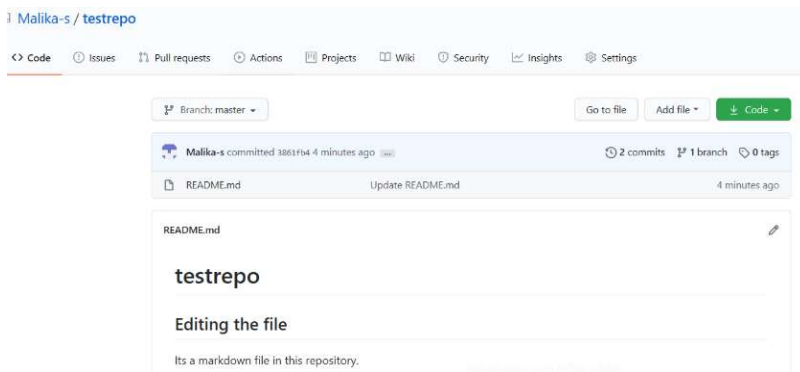 Malika-s / testrepo
Code Issues Pull requests Actions Projects Wiki Security Insights Settings
Branch: master Go to file Add file Code
Malika-s committed 3861fb4 4 minutes ago ... 2 commits 1 branch 0 tags
README.md Update README.md 4 minutes ago
README.md
testrepo
Editing the file
Its a markdown file in this repository.